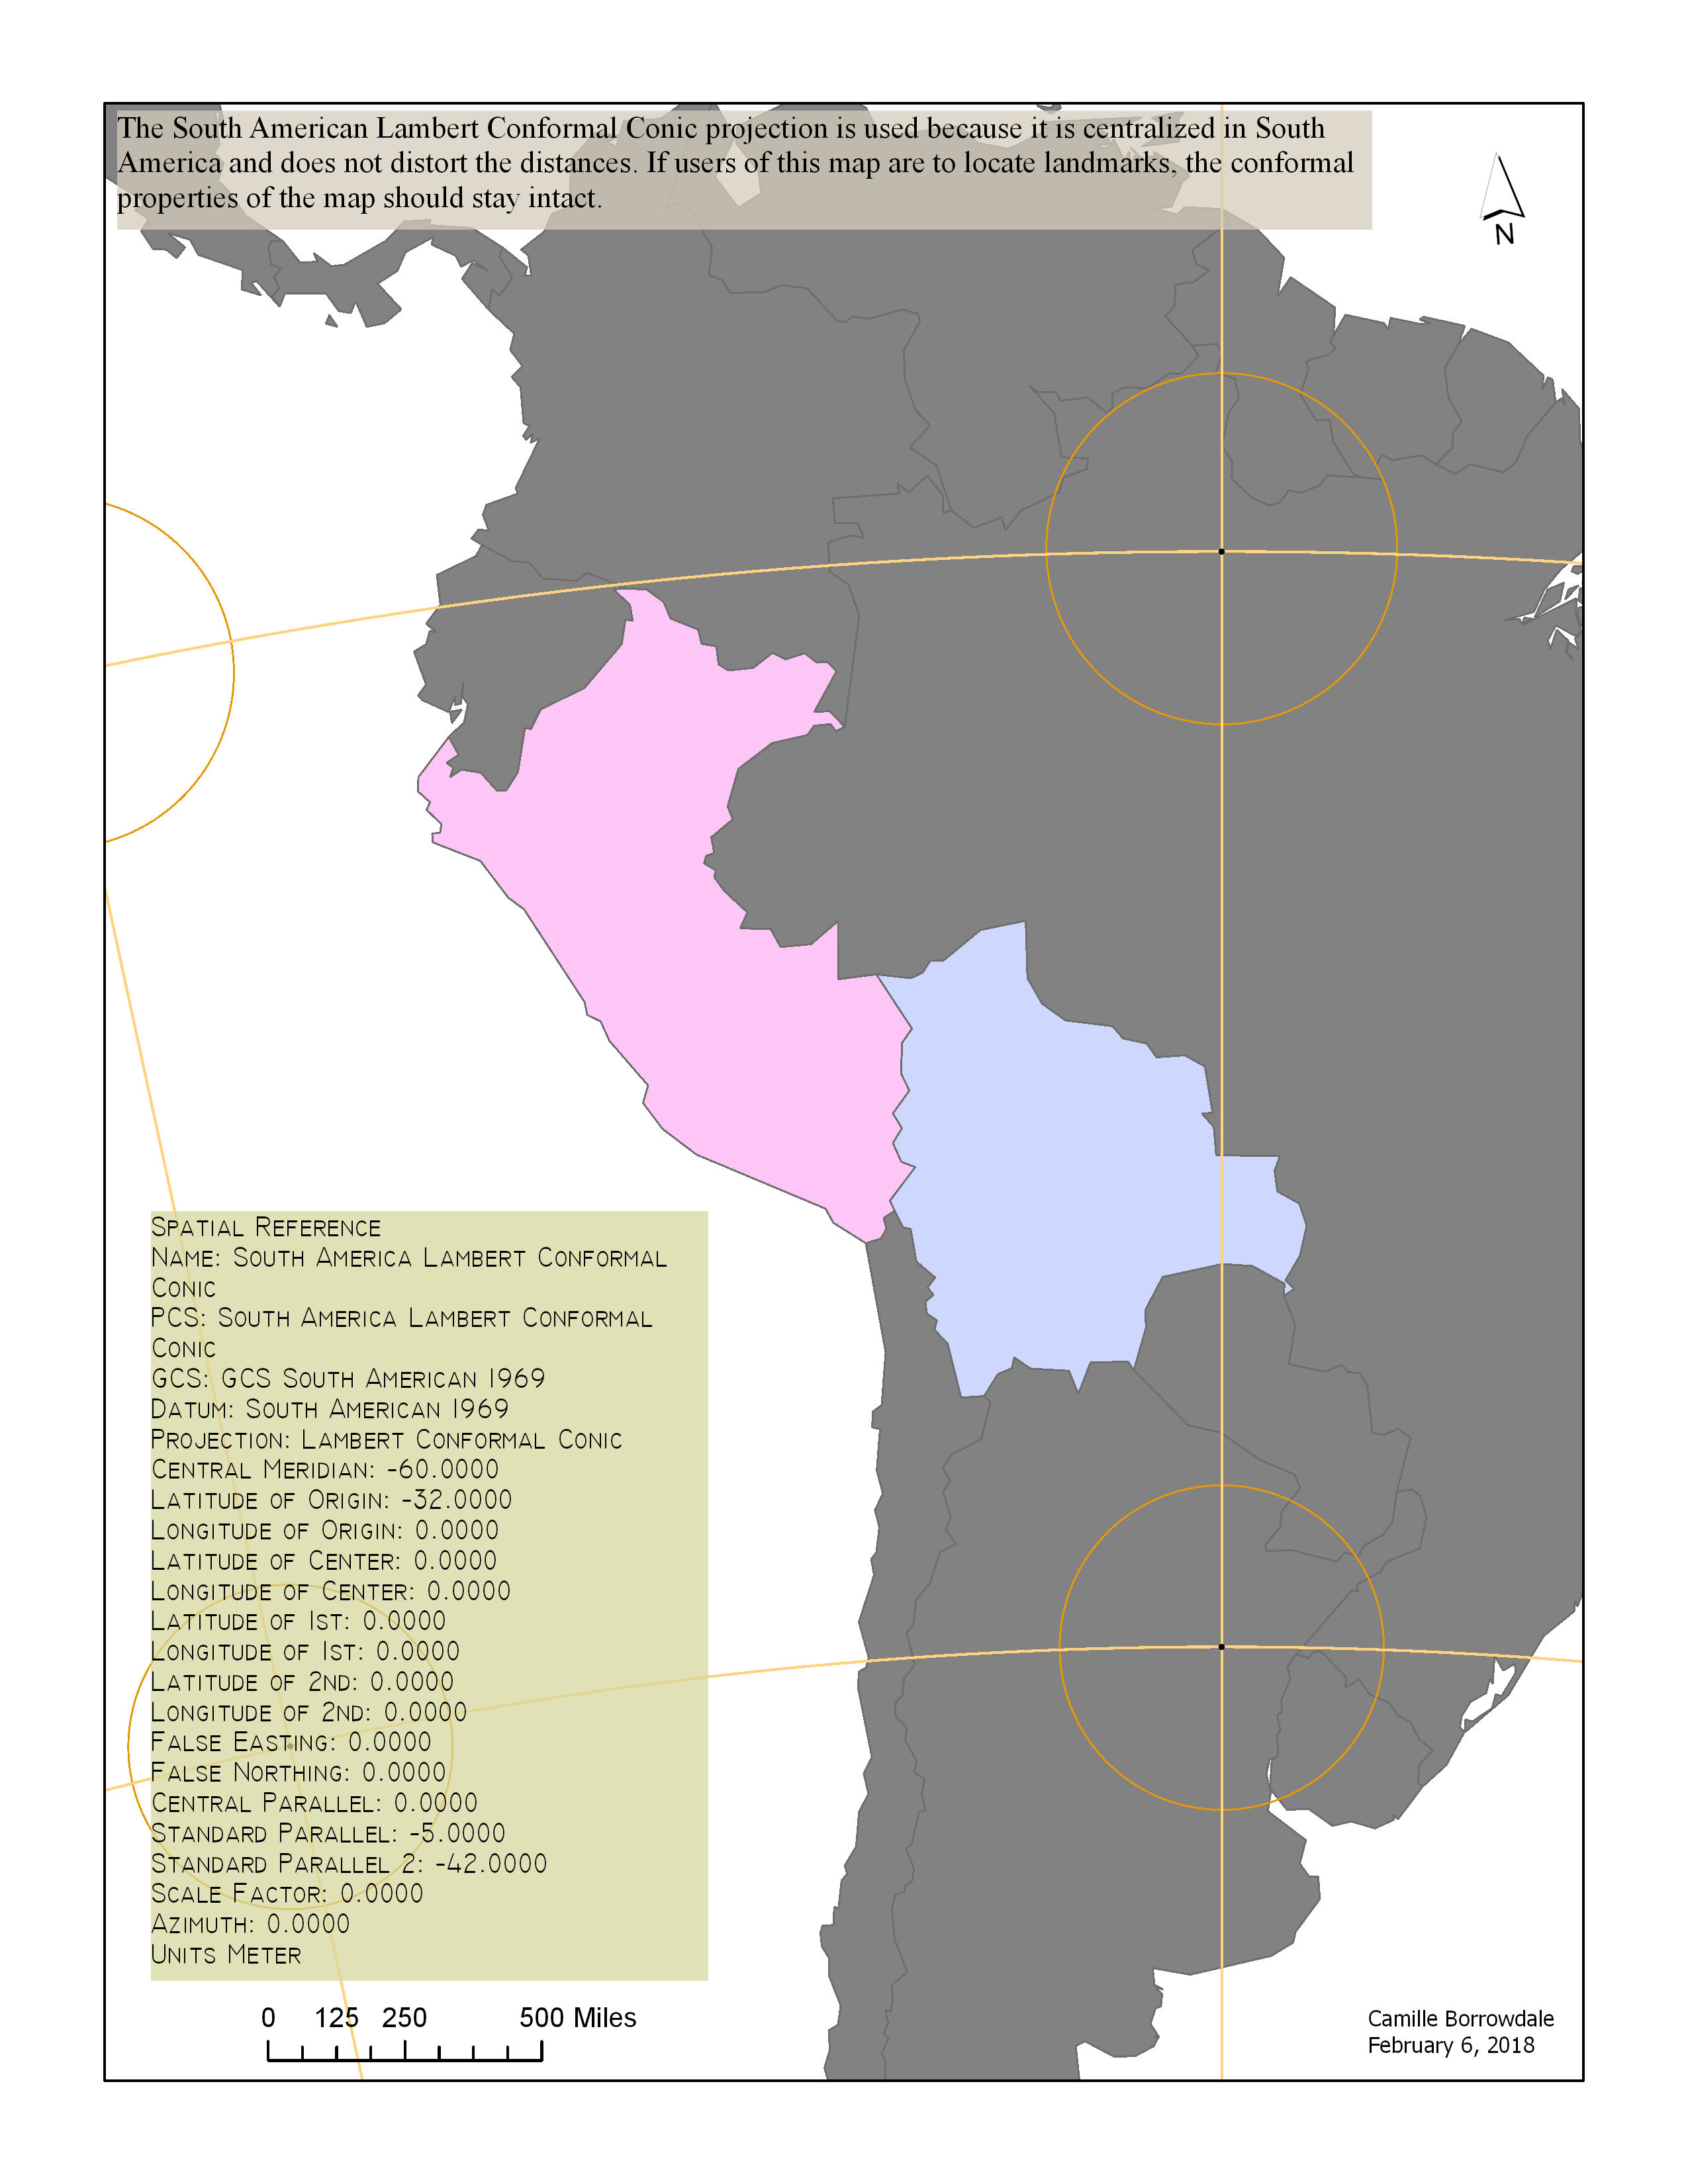 The South American Lambert Conformal Conic projection is used because it is centralized in South
America and does not distort the distances. If users of this map are to locate landmarks, the conformal
properties of the map should stay intact.
N
Spatial Reference
Name: South America Lambert Conformal
Conic
PCS: South America Lambert Conformal
Conic
GCS: GCS South American 1969
Datum: South American 1969
Projection: Lambert Conformal Conic
Central Meridian: -60.0000
Latitude of Origin: -32.0000
Longitude of Origin: 0.0000
Latitude of Center: 0.0000
Longitude of Center: 0.0000
Latitude of 1st: 0.0000
Longitude of 1st: 0.0000
Latitude of 2nd: 0.0000
Longitude of 2nd: 0.0000
False Easting: 0.0000
False Northing: 0.0000
Central Parallel: 0.0000
Standard Parallel: -5.0000
Standard Parallel 2: -42.0000
Scale Factor: 0.0000
Azimuth: 0.0000
Units Meter
0 125 250 500 Miles
Camille Borrowdale
February 6, 2018